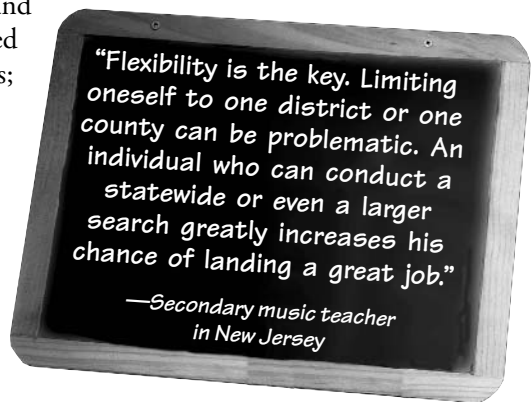 and
ed
s;
“Flexibility is the key. Limiting
oneself to one district or one
county can be problematic. An
individual who can conduct a
statewide or even a larger
search greatly increases his
chance of landing a great job.”
—Secondary music teacher
in New Jersey